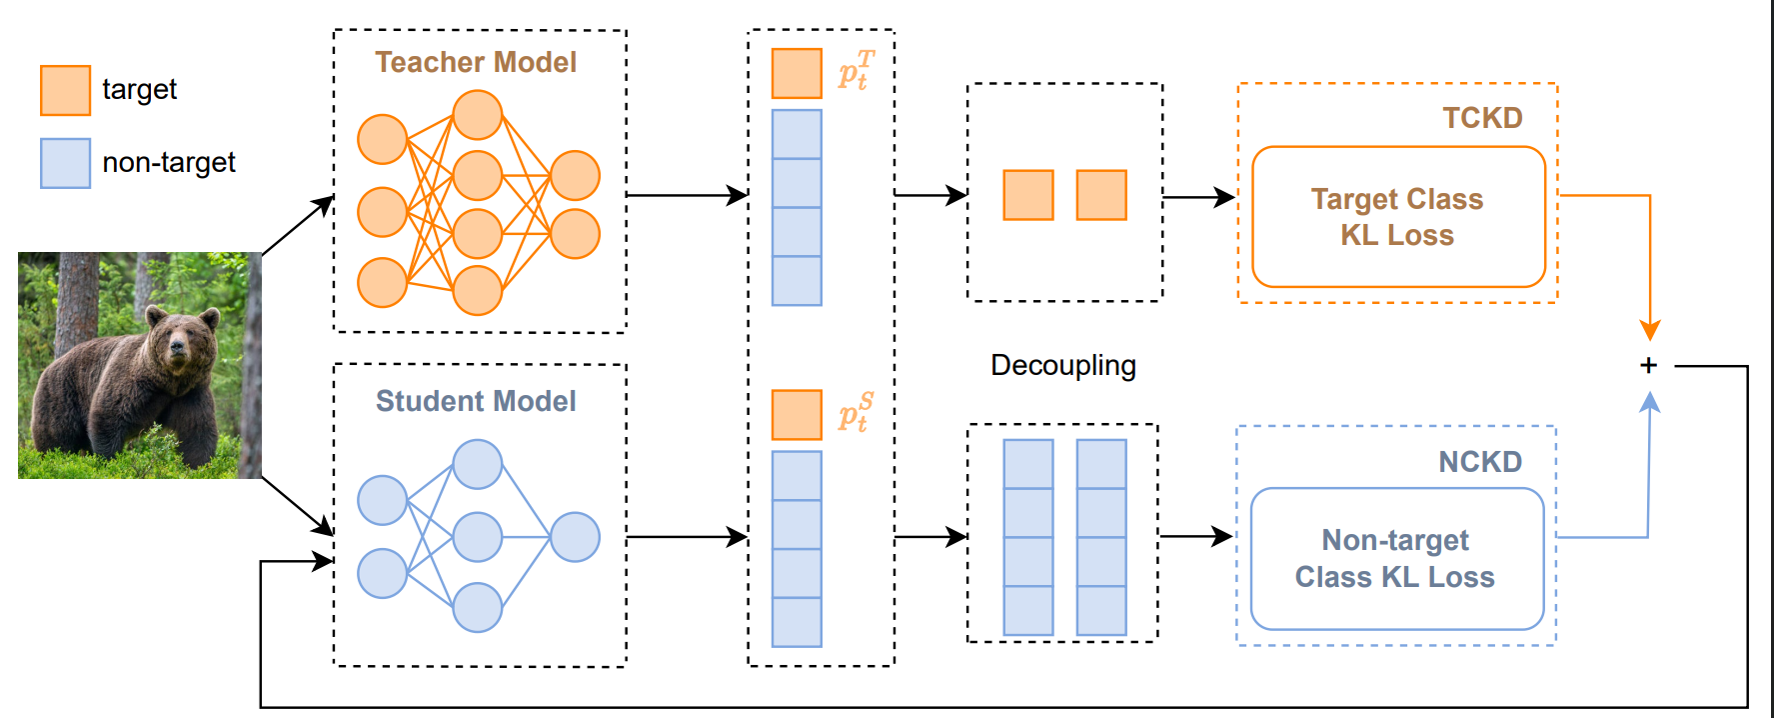 target
non-target
Teacher Model
Student Model
p_t^T
p_t^S
Decoupling
TCKD
Target Class
KL Loss
+
NCKD
Non-target
Class KL Loss